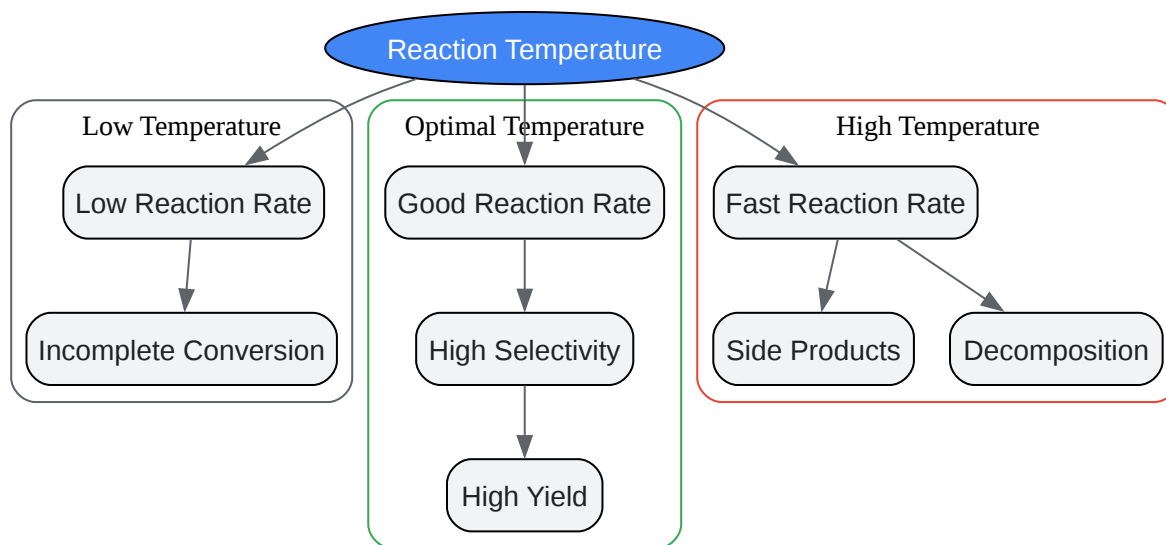 Reaction Temperature
Low Temperature
Optimal Temperature
High Temperature
Low Reaction Rate
Good Reaction Rate
Fast Reaction Rate
Incomplete Conversion
High Selectivity
Side Products
Decomposition
High Yield